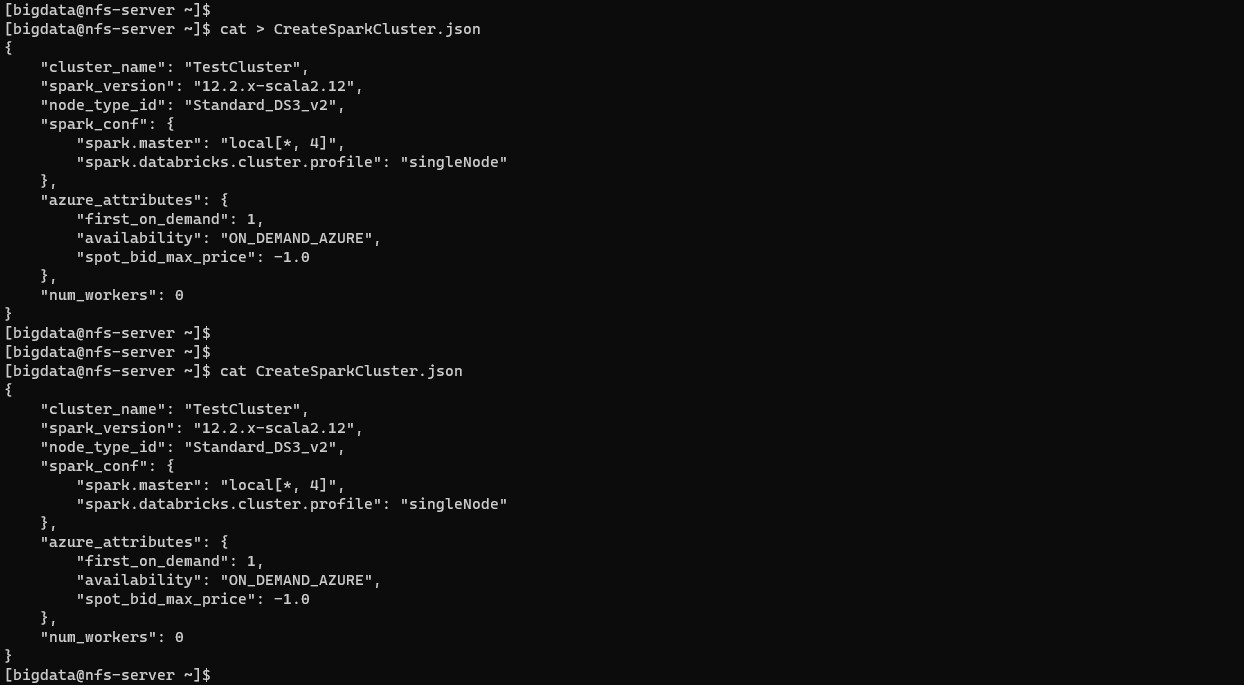 [bigdata@nfs-server ~]$
[bigdata@nfs-server ~]$ cat > CreateSparkCluster.json
{
    "cluster_name": "TestCluster",
    "spark_version": "12.2.x-scala2.12",
    "node_type_id": "Standard_DS3_v2",
    "spark_conf": {
        "spark.master": "local[*, 4]",
        "spark.databricks.cluster.profile": "singleNode"
    },
    "azure_attributes": {
        "first_on_demand": 1,
        "availability": "ON_DEMAND_AZURE",
        "spot_bid_max_price": -1.0
    },
    "num_workers": 0
}
[bigdata@nfs-server ~]$
[bigdata@nfs-server ~]$
[bigdata@nfs-server ~]$ cat CreateSparkCluster.json
{
    "cluster_name": "TestCluster",
    "spark_version": "12.2.x-scala2.12",
    "node_type_id": "Standard_DS3_v2",
    "spark_conf": {
        "spark.master": "local[*, 4]",
        "spark.databricks.cluster.profile": "singleNode"
    },
    "azure_attributes": {
        "first_on_demand": 1,
        "availability": "ON_DEMAND_AZURE",
        "spot_bid_max_price": -1.0
    },
    "num_workers": 0
}
[bigdata@nfs-server ~]$